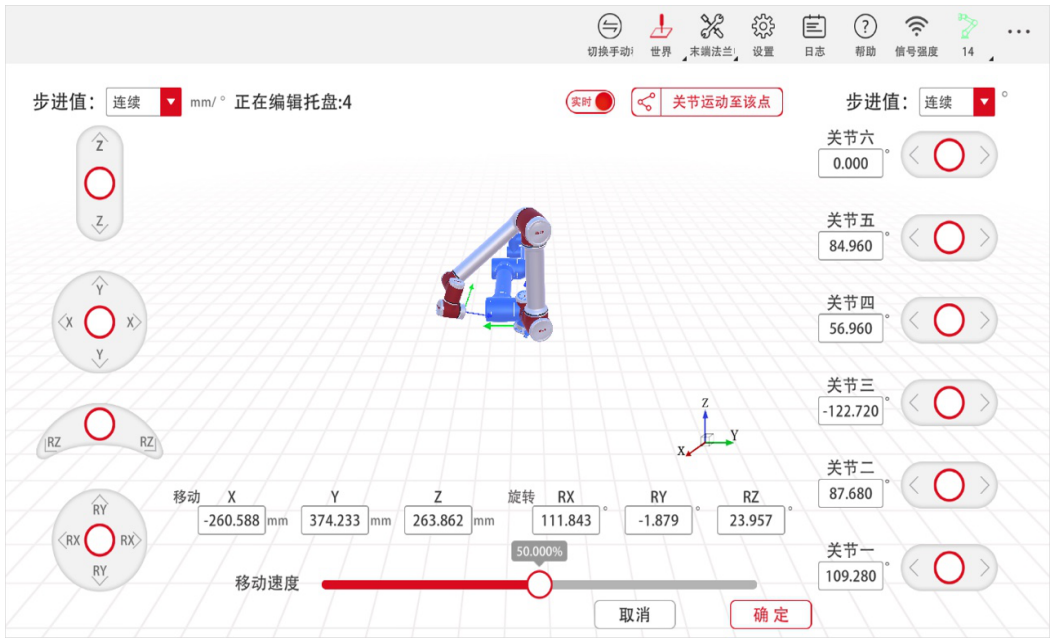 切换手动 世界 末端法兰 设置 日志 帮助 信号强度 14
步进值: 连续 mm/° 正在编辑托盘:4 实时 关节运动至该点 步进值: 连续 °
Z
Z
Y
X X
Y
RZ RZ
RY
RX RX
RY
关节六
0.000 °
关节五
84.960 °
关节四
56.960 °
关节三
-122.720 °
关节二
87.680 °
关节一
109.280 °
Z
Y
X
移动 X Y Z 旋转 RX RY RZ
-260.588 mm 374.233 mm 263.862 mm 111.843 ° -1.879 ° 23.957 °
50.000%
移动速度
取消 确定